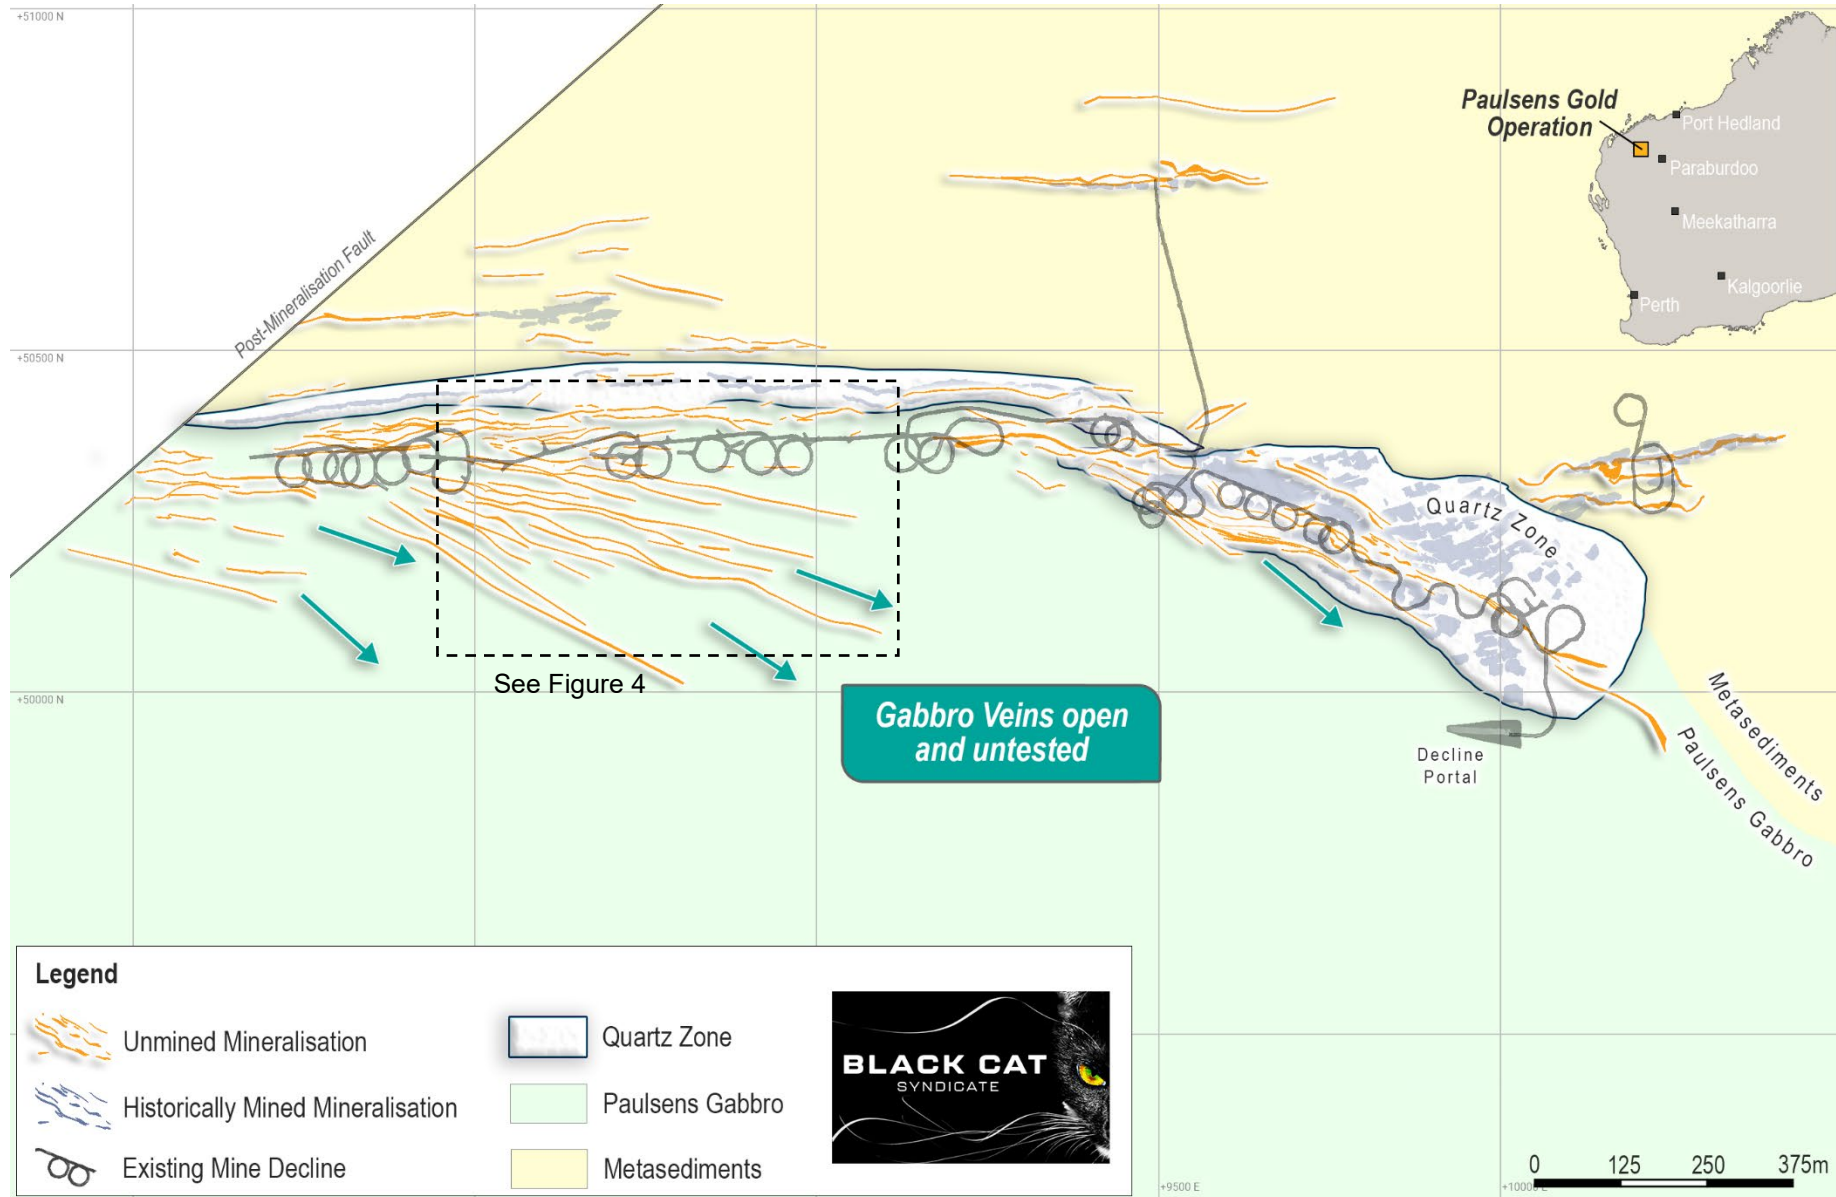 +51000 N
Paulsens Gold
Operation
Port Hedland
Paraburdoo
Meekatharra
Kalgoorlie
Perth
Post-Mineralisation Fault
+50500 N
Quartz Zone
See Figure 4
+50000 N
Gabbro Veins open
and untested
Decline
Portal
Metasediments
Paulsens Gabbro
Legend
Unmined Mineralisation
Quartz Zone
Historically Mined Mineralisation
Paulsens Gabbro
Existing Mine Decline
Metasediments
BLACK CAT
SYNDICATE
0 125 250 375m
+9500 E
+10000 E